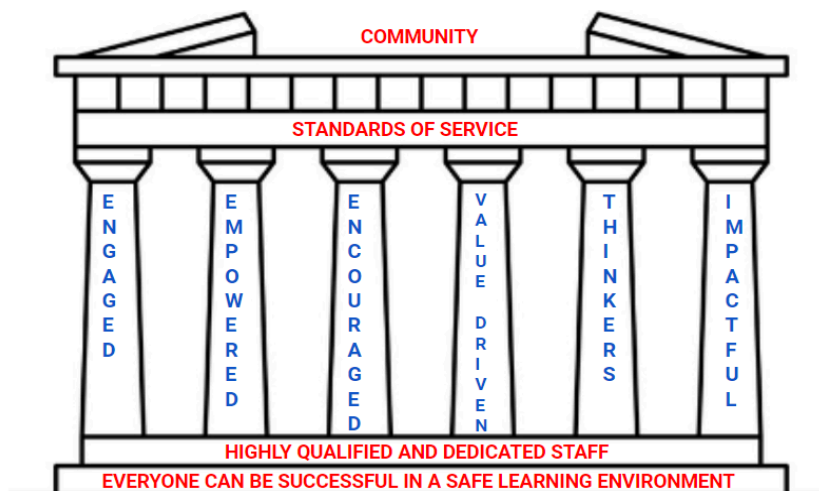 COMMUNITY
STANDARDS OF SERVICE
ENGAGED
EMPOWERED
ENCOURAGED
VALUE DRIVEN
THINKERS
IMPACTFUL
HIGHLY QUALIFIED AND DEDICATED STAFF
EVERYONE CAN BE SUCCESSFUL IN A SAFE LEARNING ENVIRONMENT